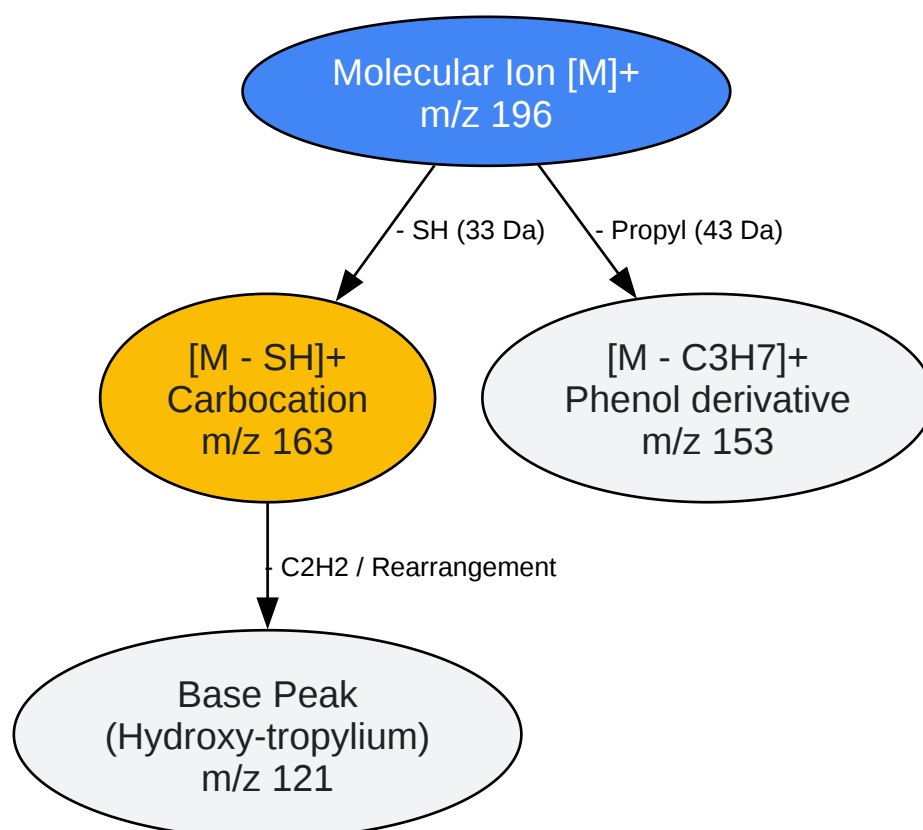 Molecular Ion [M]+
m/z 196
- SH (33 Da)
- Propyl (43 Da)
[M - SH]+
Carbocation
m/z 163
[M - C3H7]+
Phenol derivative
m/z 153
- C2H2 / Rearrangement
Base Peak
(Hydroxy-tropylium)
m/z 121